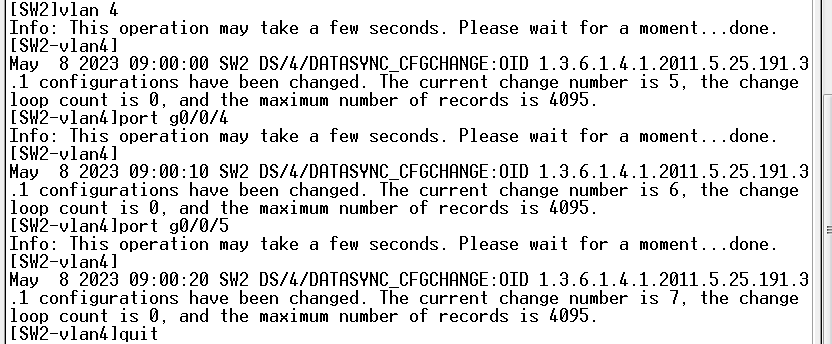 [SW2]vlan 4
Info: This operation may take a few seconds. Please wait for a moment...done.
[SW2-vlan4]
May  8 2023 09:00:00 SW2 DS/4/DATASYNC_CFGCHANGE:OID 1.3.6.1.4.1.2011.5.25.191.3
.1 configurations have been changed. The current change number is 5, the change
loop count is 0, and the maximum number of records is 4095.
[SW2-vlan4]port g0/0/4
Info: This operation may take a few seconds. Please wait for a moment...done.
[SW2-vlan4]
May  8 2023 09:00:10 SW2 DS/4/DATASYNC_CFGCHANGE:OID 1.3.6.1.4.1.2011.5.25.191.3
.1 configurations have been changed. The current change number is 6, the change
loop count is 0, and the maximum number of records is 4095.
[SW2-vlan4]port g0/0/5
Info: This operation may take a few seconds. Please wait for a moment...done.
[SW2-vlan4]
May  8 2023 09:00:20 SW2 DS/4/DATASYNC_CFGCHANGE:OID 1.3.6.1.4.1.2011.5.25.191.3
.1 configurations have been changed. The current change number is 7, the change
loop count is 0, and the maximum number of records is 4095.
[SW2-vlan4]quit